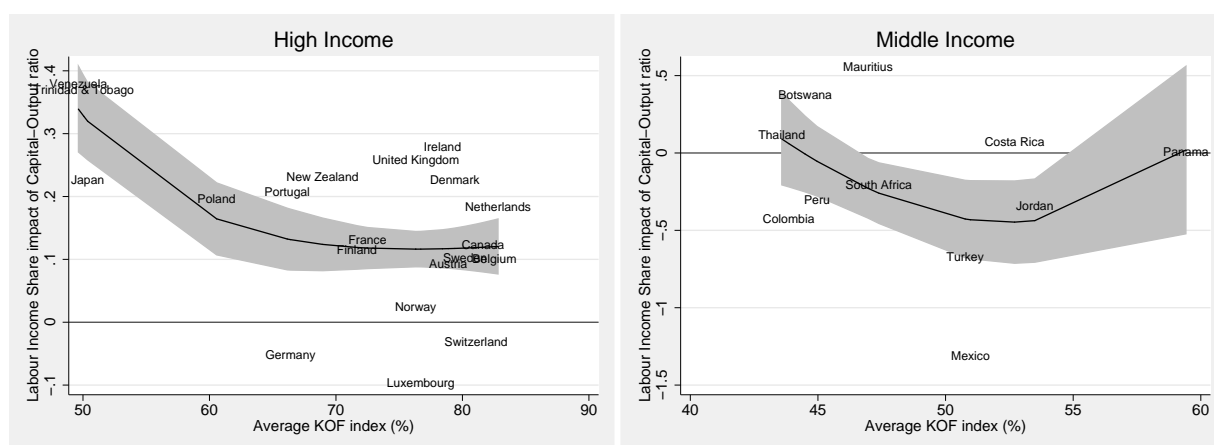 High Income
Labour Income Share impact of Capital–Output ratio
.4
.3
.2
.1
0
-.1
Venezuela
Trinidad & Tobago
Japan
Poland
Ireland
United Kingdom
New Zealand
Denmark
Portugal
Netherlands
France
Finland
Canada
Sweden
Belgium
Austria
Norway
Switzerland
Germany
Luxembourg
50 60 70 80 90
Average KOF index (%)
Middle Income
Labour Income Share impact of Capital–Output ratio
.5
0
-.5
-1
-1.5
Mauritius
Botswana
Thailand
Costa Rica
Panama
South Africa
Peru
Jordan
Colombia
Turkey
Mexico
40 45 50 55 60
Average KOF index (%)